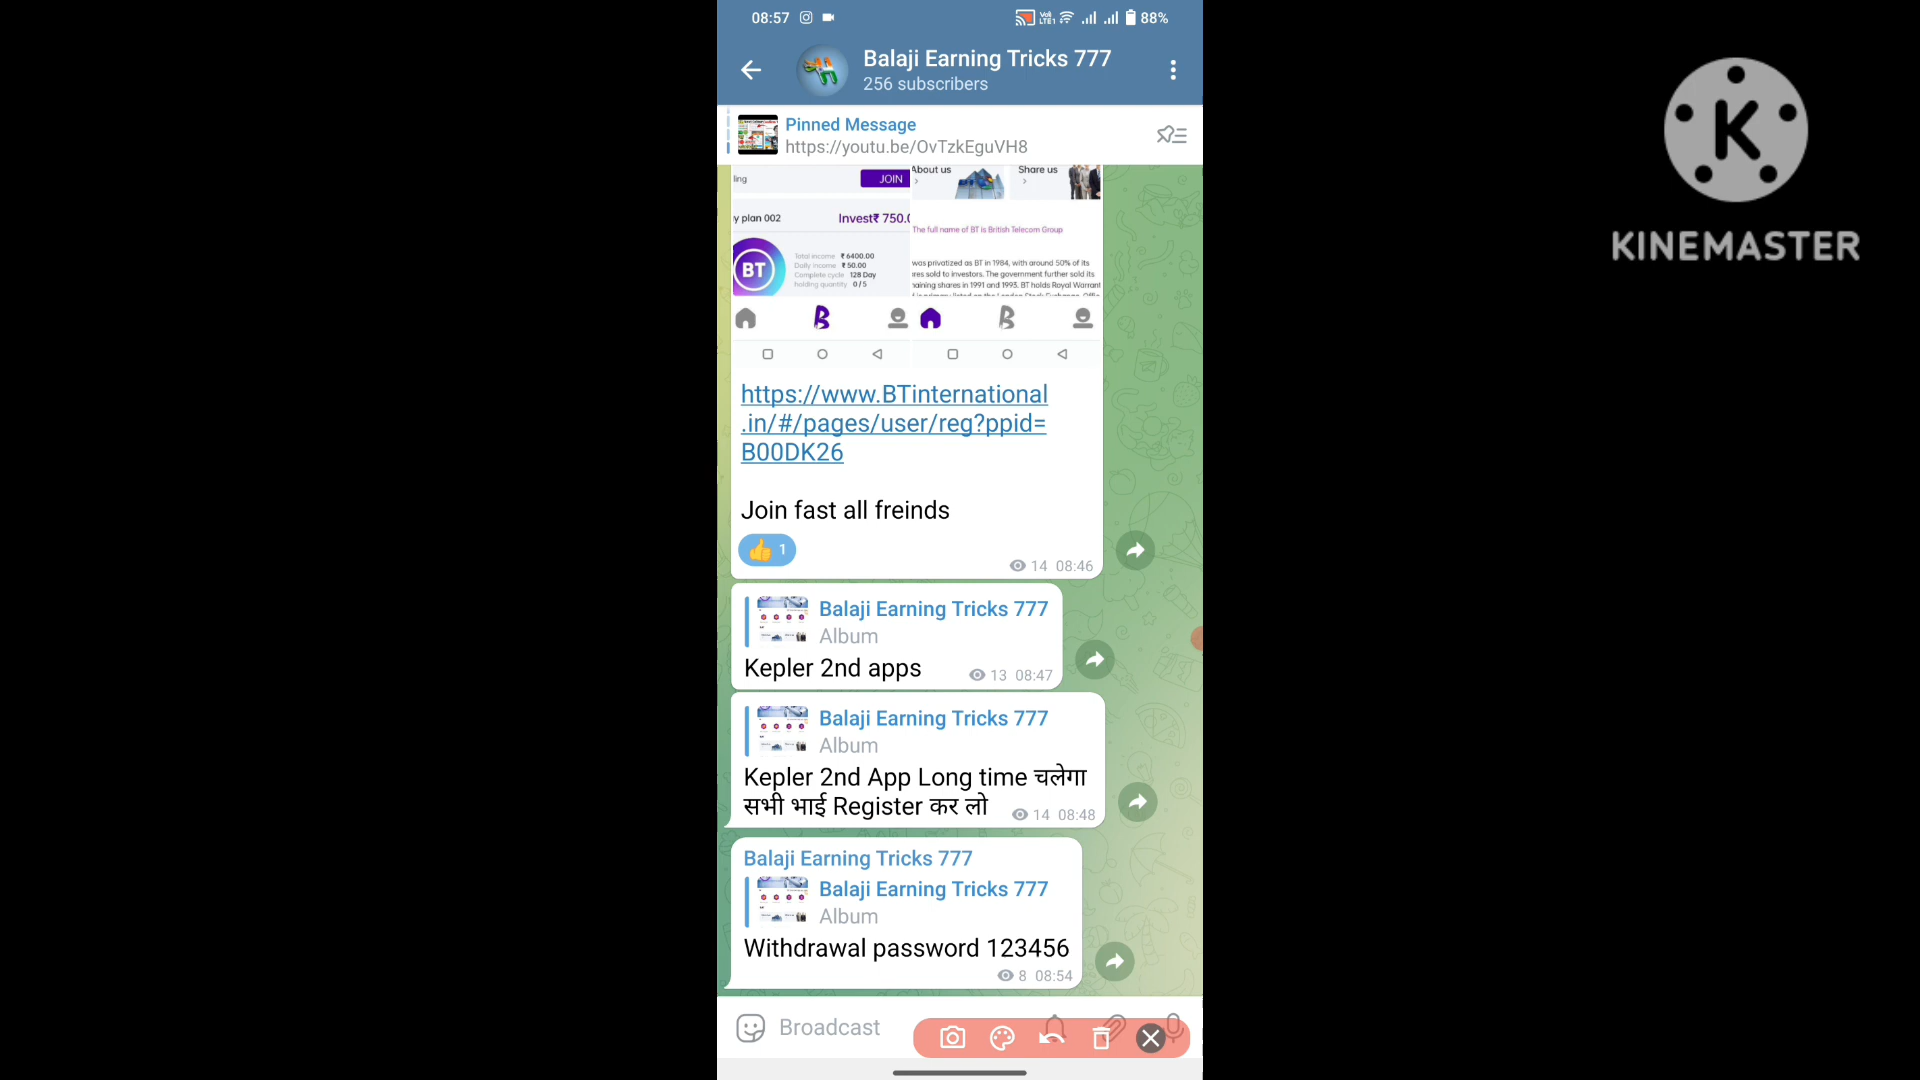 08:57
Vo LTE1
88%
Balaji Earning Tricks 777
256 subscribers
Pinned Message
https://youtu.be/OvTzkEguVH8
ling
JOIN
About us
Share us
y plan 002
Invest₹ 750.0
The full name of BT is British Telecom Group
BT
Total income ₹ 6400.00
Daily income ₹ 50.00
Complete cycle 128 Day
holding quantity 0/5
was privatized as BT in 1984, with around 50% of its
res sold to investors. The government further sold its
naining shares in 1991 and 1993. BT holds Royal Warrant
https://www.BTinternational
.in/#/pages/user/reg?ppid=
B00DK26
Join fast all freinds
👍 1
14 08:46
Balaji Earning Tricks 777
Album
Kepler 2nd apps
13 08:47
Balaji Earning Tricks 777
Album
Kepler 2nd App Long time चलेगा
सभी भाई Register कर लो
14 08:48
Balaji Earning Tricks 777
Balaji Earning Tricks 777
Album
Withdrawal password 123456
8 08:54
Broadcast
K
KINEMASTER